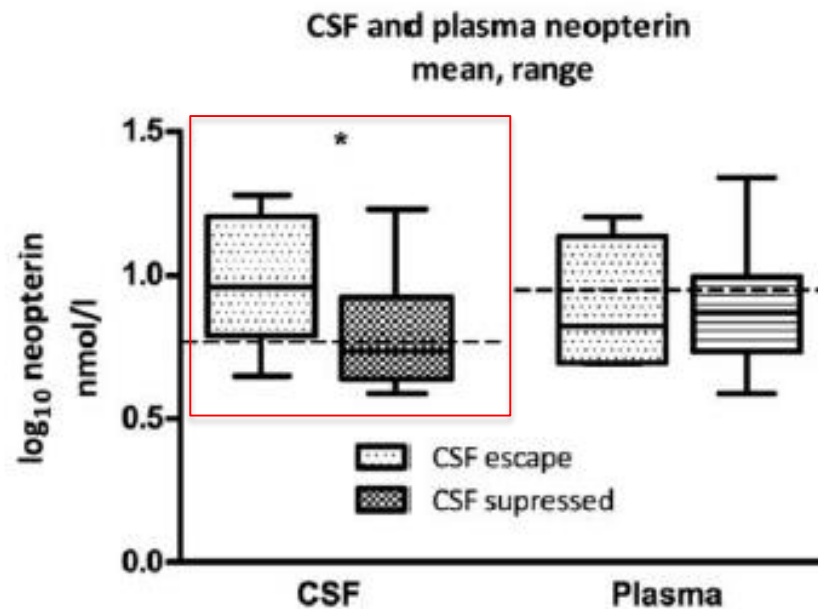 CSF and plasma neopterin
mean, range
*
log10 neopterin
nmol/l
1.5
1.0
0.5
0.0
CSF escape
CSF supressed
CSF
Plasma